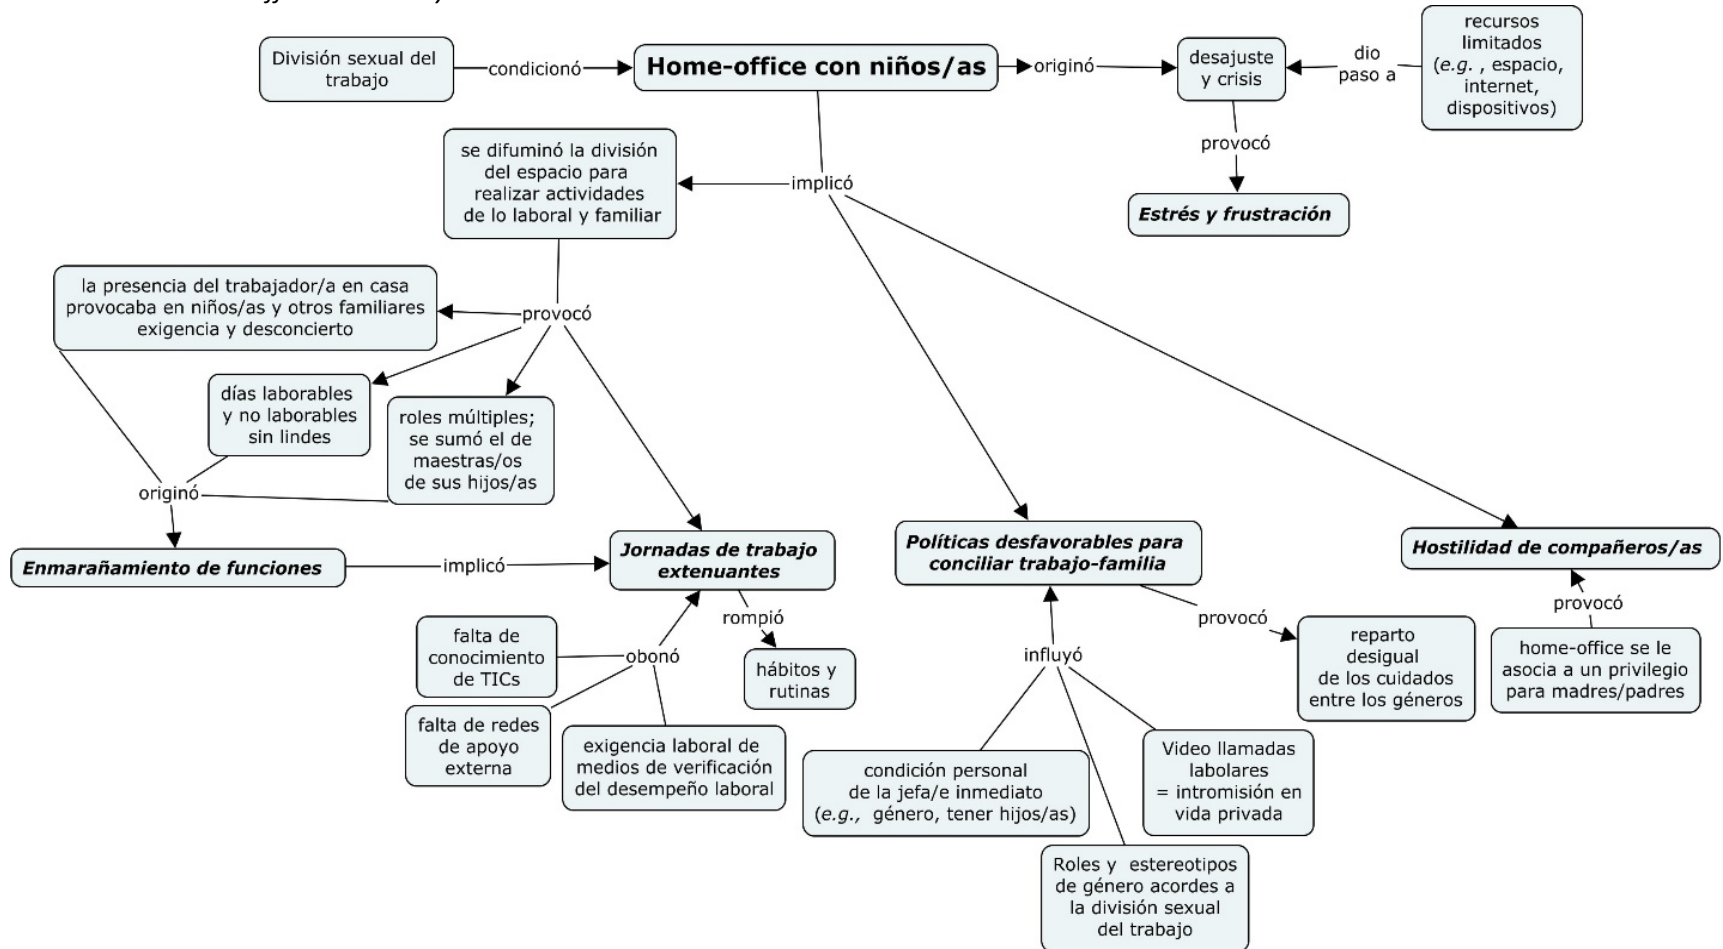 División sexual del
trabajo
condicionó
Home-office con niños/as
originó
desajuste
y crisis
dio
paso a
recursos
limitados
(e.g. , espacio,
internet,
dispositivos)
provocó
Estrés y frustración
implicó
se difuminó la división
del espacio para
realizar actividades
de lo laboral y familiar
provocó
la presencia del trabajador/a en casa
provocaba en niños/as y otros familiares
exigencia y desconcierto
días laborables
y no laborables
sin lindes
roles múltiples;
se sumó el de
maestras/os
de sus hijos/as
originó
Enmarañamiento de funciones
implicó
Jornadas de trabajo
extenuantes
Políticas desfavorables para
conciliar trabajo-familia
Hostilidad de compañeros/as
falta de
conocimiento
de TICs
obonó
rompió
hábitos y
rutinas
falta de redes
de apoyo
externa
exigencia laboral de
medios de verificación
del desempeño laboral
influyó
provocó
reparto
desigual
de los cuidados
entre los géneros
provocó
home-office se le
asocia a un privilegio
para madres/padres
condición personal
de la jefa/e inmediato
(e.g., género, tener hijos/as)
Video llamadas
labolares
= intromisión en
vida privada
Roles y estereotipos
de género acordes a
la división sexual
del trabajo